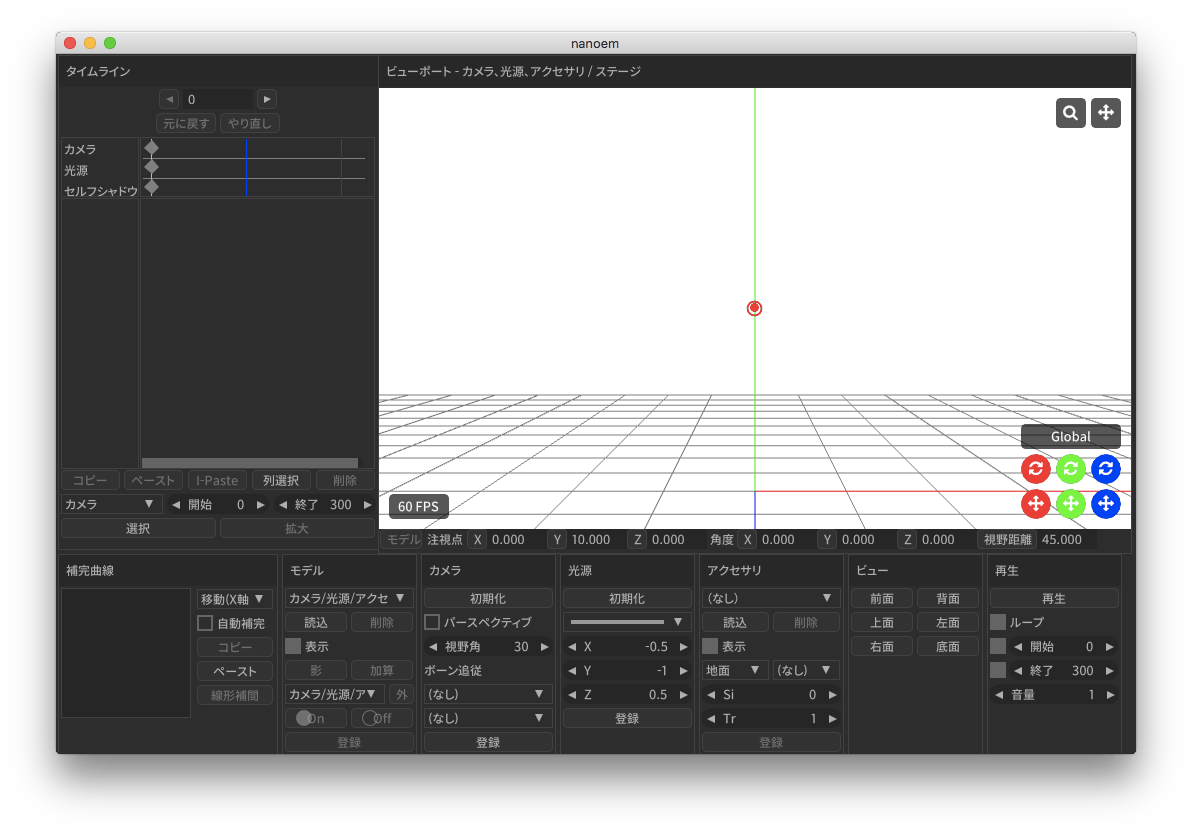 nanoem
タイムライン
0
元に戻す やり直し
カメラ
光源
セルフシャドウ
コピー ペースト I-Paste 列選択 削除
カメラ 開始 0 終了 300
選択 拡大
ビューポート - カメラ、光源、アクセサリ / ステージ
Global
60 FPS
モデル 注視点 X 0.000 Y 10.000 Z 0.000 角度 X 0.000 Y 0.000 Z 0.000 視野距離 45.000
補完曲線
移動(X軸
自動補完
コピー
ペースト
線形補間
モデル
カメラ/光源/アクセ
読込 削除
表示
影 加算
カメラ/光源/ア 外
On Off
登録
カメラ
初期化
パースペクティブ
視野角 30
ボーン追従
(なし)
(なし)
登録
光源
初期化
X -0.5
Y -1
Z 0.5
登録
アクセサリ
(なし)
読込 削除
表示
地面 (なし)
Si 0
Tr 1
登録
ビュー
前面 背面
上面 左面
右面 底面
再生
再生
ループ
開始 0
終了 300
音量 1